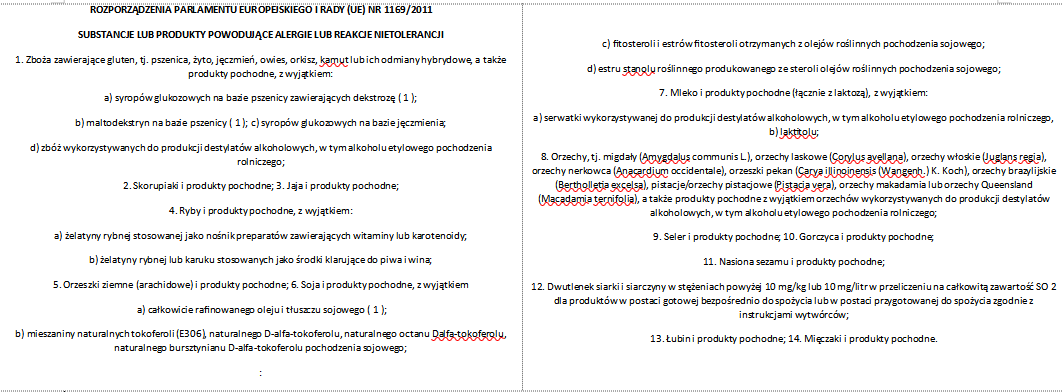 ROZPORZĄDZENIA PARLAMENTU EUROPEJSKIEGO I RADY (UE) NR 1169/2011
SUBSTANCJE LUB PRODUKTY POWODUJĄCE ALERGIE LUB REAKCJE NIETOLERANCJI
1. Zboża zawierające gluten, tj. pszenica, żyto, jęczmień, owies, orkisz, kamut lub ich odmiany hybrydowe, a także
produkty pochodne, z wyjątkiem:
a) syropów glukozowych na bazie pszenicy zawierających dekstrozę ( 1 );
b) maltodekstryn na bazie pszenicy ( 1 ); c) syropów glukozowych na bazie jęczmienia;
d) zbóż wykorzystywanych do produkcji destylatów alkoholowych, w tym alkoholu etylowego pochodzenia
rolniczego;
2. Skorupiaki i produkty pochodne; 3. Jaja i produkty pochodne;
4. Ryby i produkty pochodne, z wyjątkiem:
a) żelatyny rybnej stosowanej jako nośnik preparatów zawierających witaminy lub karotenoidy;
b) żelatyny rybnej lub karuku stosowanych jako środki klarujące do piwa i wina;
5. Orzeszki ziemne (arachidowe) i produkty pochodne; 6. Soja i produkty pochodne, z wyjątkiem
a) całkowicie rafinowanego oleju i tłuszczu sojowego ( 1 );
b) mieszaniny naturalnych tokoferoli (E306), naturalnego D-alfa-tokoferolu, naturalnego octanu Dalfa-tokoferolu,
naturalnego bursztynianu D-alfa-tokoferolu pochodzenia sojowego;
:
c) fitosteroli i estrów fitosteroli otrzymanych z olejów roślinnych pochodzenia sojowego;
d) estru stanolu roślinnego produkowanego ze steroli olejów roślinnych pochodzenia sojowego;
7. Mleko i produkty pochodne (łącznie z laktozą), z wyjątkiem:
a) serwatki wykorzystywanej do produkcji destylatów alkoholowych, w tym alkoholu etylowego pochodzenia rolniczego,
b) laktitolu;
8. Orzechy, tj. migdały (Amygdalus communis L.), orzechy laskowe (Corylus avellana), orzechy włoskie (Juglans regia),
orzechy nerkowca (Anacardium occidentale), orzeszki pekan (Carya illinoinensis (Wangenh.) K. Koch), orzechy brazylijskie
(Bertholletia excelsa), pistacje/orzechy pistacjowe (Pistacia vera), orzechy makadamia lub orzechy Queensland
(Macadamia ternifolia), a także produkty pochodne z wyjątkiem orzechów wykorzystywanych do produkcji destylatów
alkoholowych, w tym alkoholu etylowego pochodzenia rolniczego;
9. Seler i produkty pochodne; 10. Gorczyca i produkty pochodne;
11. Nasiona sezamu i produkty pochodne;
12. Dwutlenek siarki i siarczyny w stężeniach powyżej 10 mg/kg lub 10 mg/litr w przeliczeniu na całkowitą zawartość SO 2
dla produktów w postaci gotowej bezpośrednio do spożycia lub w postaci przygotowanej do spożycia zgodnie z
instrukcjami wytwórców;
13. Łubin i produkty pochodne; 14. Mięczaki i produkty pochodne.